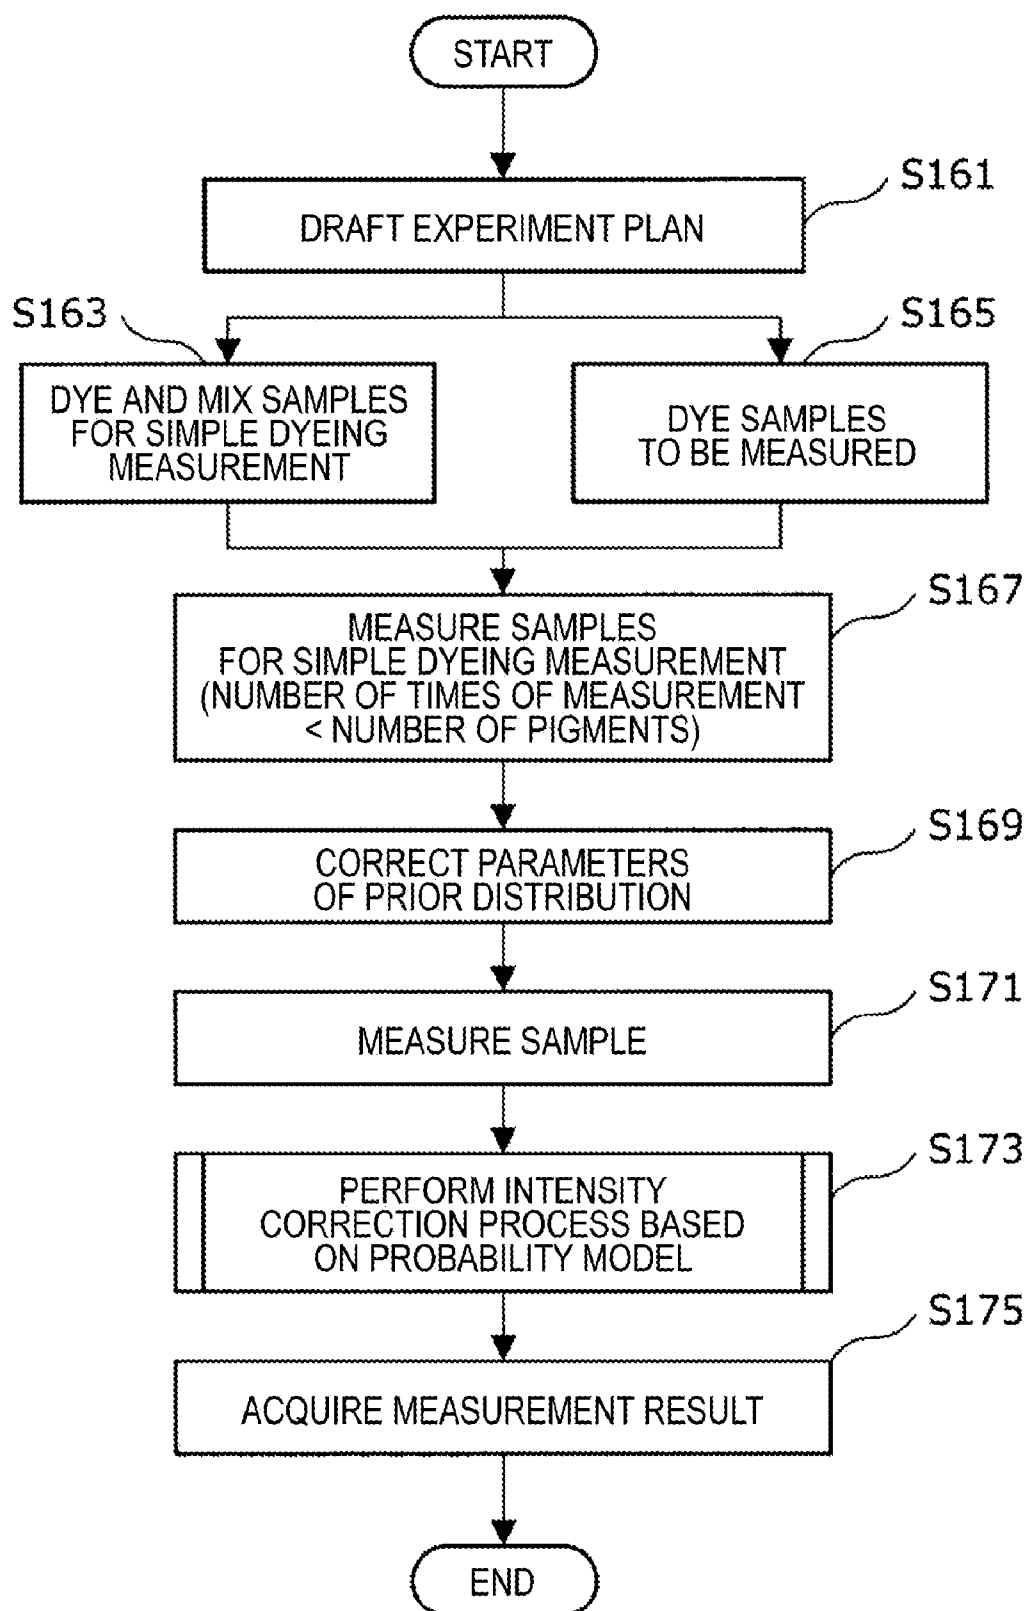 START
S161
DRAFT EXPERIMENT PLAN
S163
S165
DYE AND MIX SAMPLES
FOR SIMPLE DYEING
MEASUREMENT
DYE SAMPLES
TO BE MEASURED
S167
MEASURE SAMPLES
FOR SIMPLE DYEING MEASUREMENT
(NUMBER OF TIMES OF MEASUREMENT
< NUMBER OF PIGMENTS)
S169
CORRECT PARAMETERS
OF PRIOR DISTRIBUTION
S171
MEASURE SAMPLE
S173
PERFORM INTENSITY
CORRECTION PROCESS BASED
ON PROBABILITY MODEL
S175
ACQUIRE MEASUREMENT RESULT
END